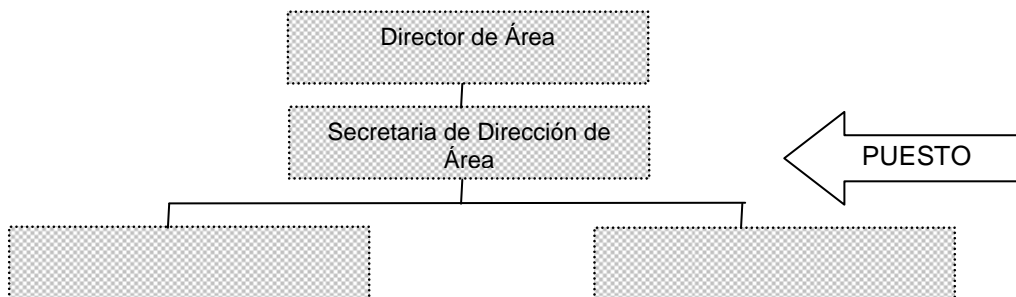 Director de Área
Secretaria de Dirección de
Área
PUESTO